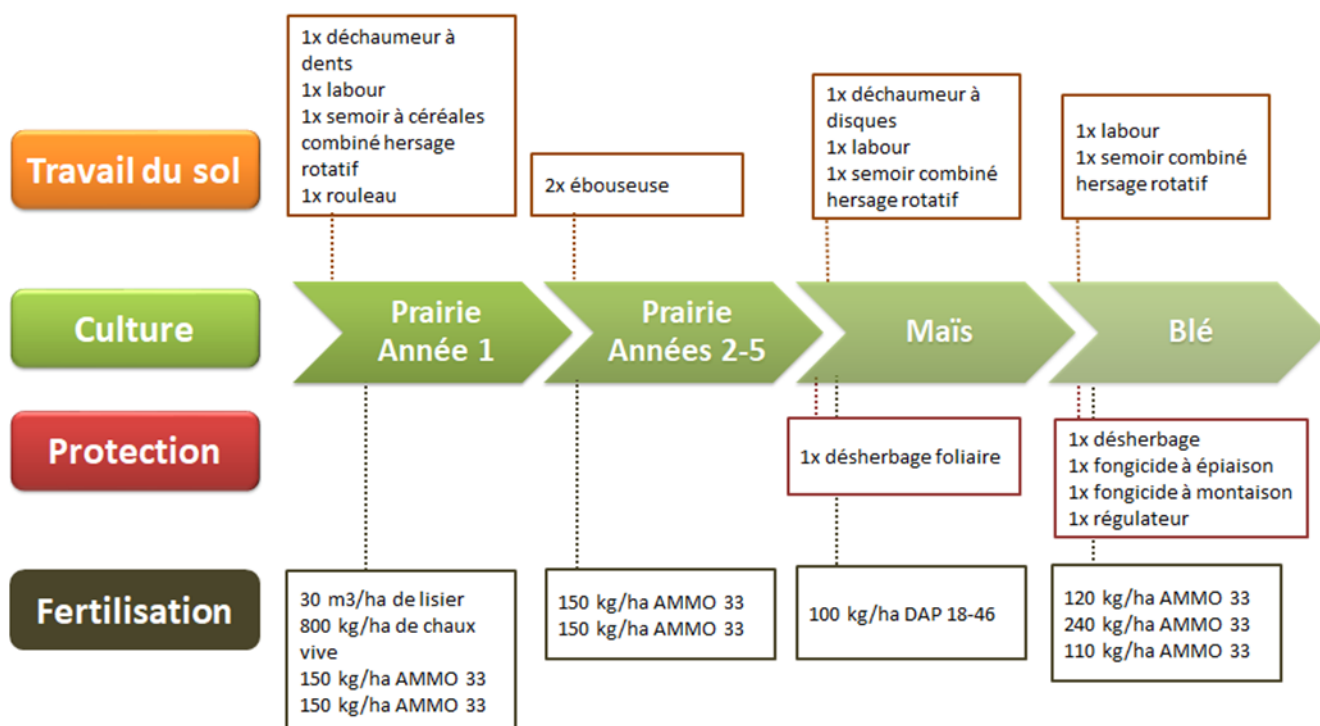 Travail du sol
1x déchaumeur à
dents
1x labour
1x semoir à céréales
combiné hersage
rotatif
1x rouleau
2x ébouseuse
1x déchaumeur à
disques
1x labour
1x semoir combiné
hersage rotatif
1x labour
1x semoir combiné
hersage rotatif
Culture
Prairie
Année 1
Prairie
Années 2-5
Maïs
Blé
Protection
1x désherbage foliaire
1x désherbage
1x fongicide à épiaison
1x fongicide à montaison
1x régulateur
Fertilisation
30 m3/ha de lisier
800 kg/ha de chaux
vive
150 kg/ha AMMO 33
150 kg/ha AMMO 33
150 kg/ha AMMO 33
150 kg/ha AMMO 33
100 kg/ha DAP 18-46
120 kg/ha AMMO 33
240 kg/ha AMMO 33
110 kg/ha AMMO 33